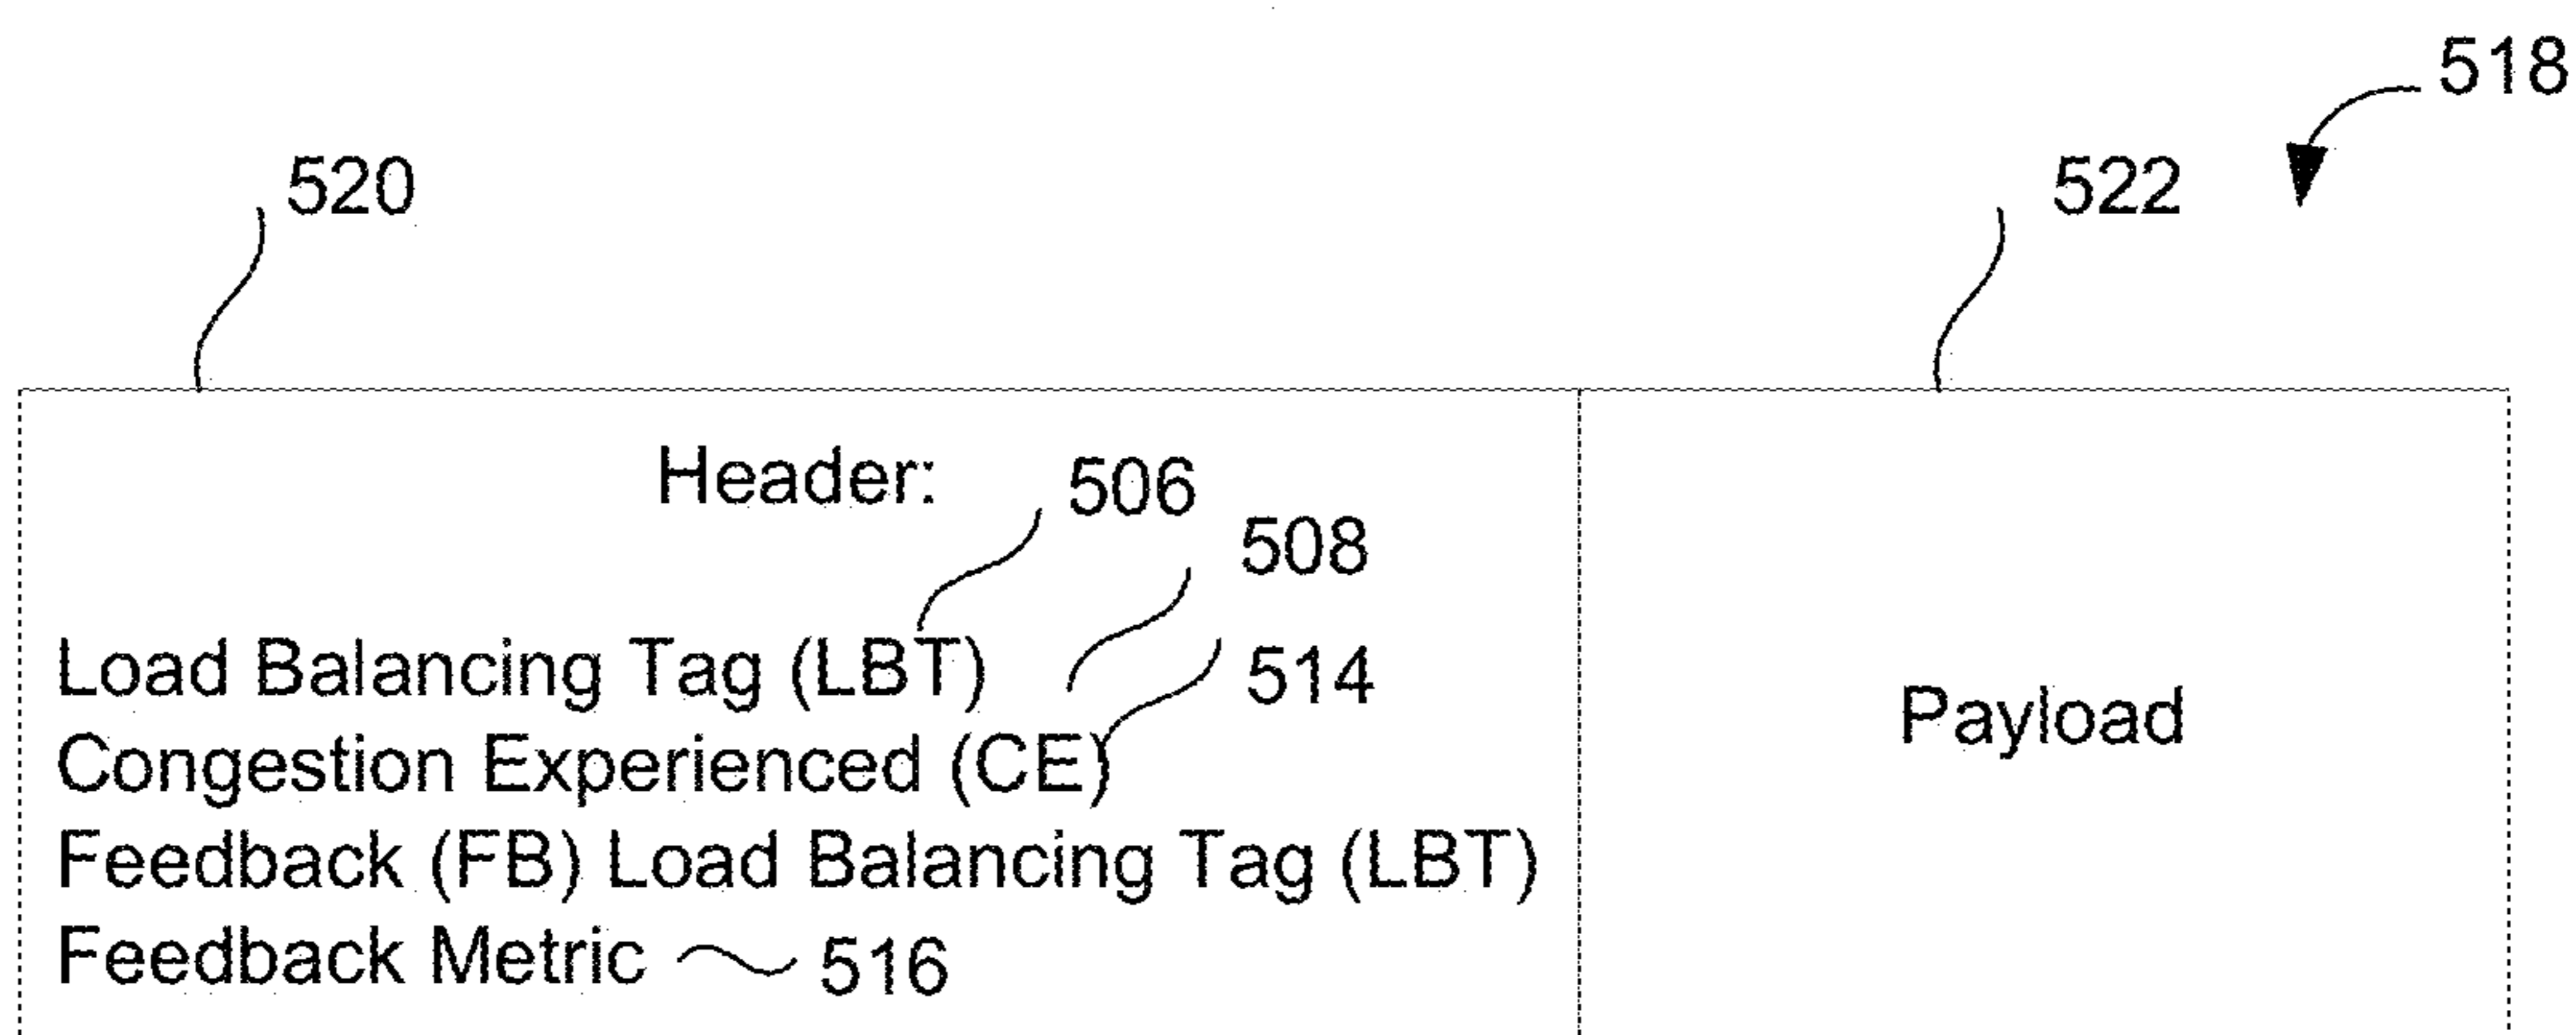 518
520
522
Header:
506
508
514
Load Balancing Tag (LBT)
Congestion Experienced (CE)
Feedback (FB) Load Balancing Tag (LBT)
Feedback Metric 516
Payload